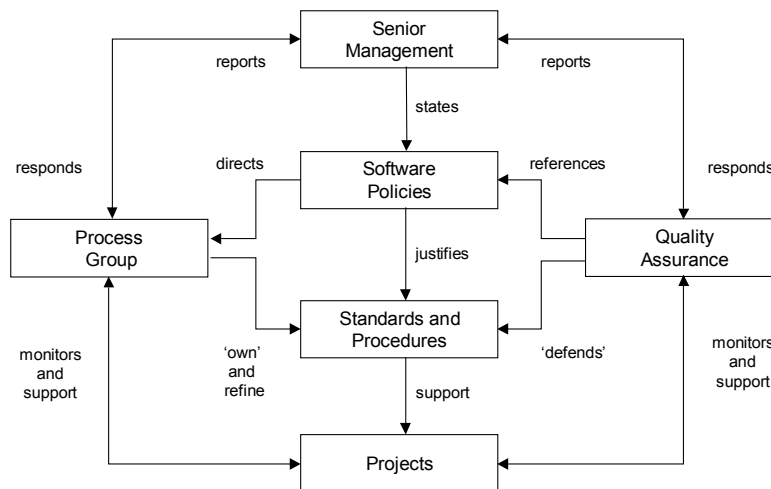 Senior
Management
reports
reports
states
responds
directs
Software
Policies
references
responds
Process
Group
Quality
Assurance
justifies
Standards and
Procedures
monitors
and
support
‘own’
and
refine
‘defends’
monitors
and
support
support
Projects